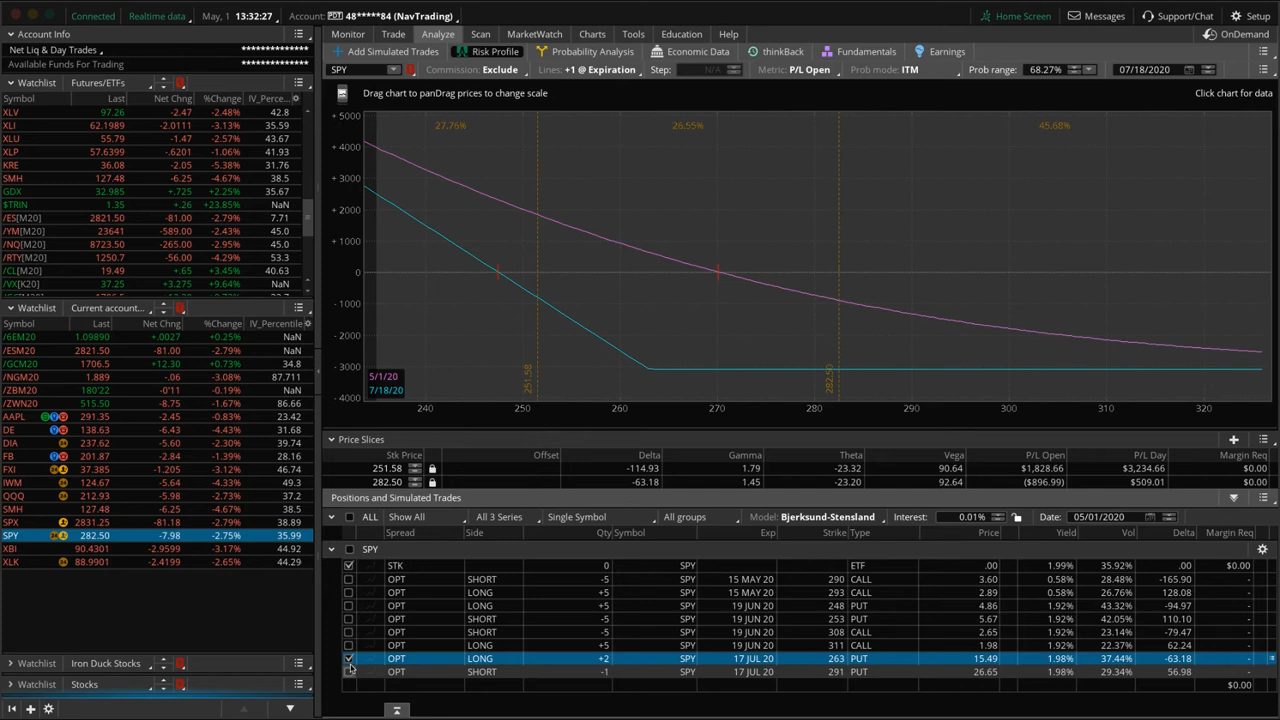 Connected Realtime data May, 1 13:32:27 Account: PDT 48*****84 (NavTrading) Home Screen Messages Support/Chat Setup
Account Info
Monitor Trade Analyze Scan MarketWatch Charts Tools Education Help OnDemand
Net Liq & Day Trades **************
Available Funds For Trading **************
Add Simulated Trades Risk Profile Probability Analysis Economic Data thinkBack Fundamentals Earnings
SPY Commission: Exclude Lines: +1 @ Expiration Step: N/A Metric: P/L Open Prob mode: ITM Prob range: 68.27% 07/18/2020
Watchlist Futures/ETFs
Symbol Last Net Chng %Change IV_Perce...
XLV 97.26 -2.47 -2.48% 42.8
XLI 62.1989 -2.0111 -3.13% 35.59
XLU 55.79 -1.47 -2.57% 43.67
XLP 57.6399 -.6201 -1.06% 41.93
KRE 36.08 -2.05 -5.38% 31.76
SMH 127.48 -6.25 -4.67% 38.5
GDX 32.985 +.725 +2.25% 35.67
$TRIN 1.35 +.26 +23.85% NaN
/ES[M20] 2821.50 -81.00 -2.79% 7.71
/YM[M20] 23641 -589.00 -2.43% 45.0
/NQ[M20] 8723.50 -265.00 -2.95% 45.0
/RTY[M20] 1250.7 -56.00 -4.29% 53.3
/CL[M20] 19.49 +.65 +3.45% 40.63
/VX[K20] 37.25 +3.275 +9.64% NaN
Watchlist Current account...
Symbol Last Net Chng %Change IV_Percentile
/6EM20 1.09890 +.0027 +0.25% NaN
/ESM20 2821.50 -81.00 -2.79% NaN
/GCM20 1706.5 +12.30 +0.73% 34.8
/NGM20 1.889 -.06 -3.08% 87.711
/ZBM20 180'22 -0'11 -0.19% NaN
/ZWN20 515.50 -8.75 -1.67% 86.66
AAPL 291.35 -2.45 -0.83% 23.42
DE 138.63 -6.43 -4.43% 31.68
DIA 237.62 -5.60 -2.30% 39.74
FB 201.87 -2.84 -1.39% 28.16
FXI 37.385 -1.205 -3.12% 46.74
IWM 124.67 -5.64 -4.33% 49.3
QQQ 212.93 -5.98 -2.73% 37.2
SMH 127.48 -6.25 -4.67% 38.5
SPX 2831.25 -81.18 -2.79% 38.89
SPY 282.50 -7.98 -2.75% 35.99
XBI 90.4301 -2.9599 -3.17% 44.92
XLK 88.9901 -2.4199 -2.65% 44.29
Watchlist Iron Duck Stocks
Watchlist Stocks
Drag chart to panDrag prices to change scale Click chart for data
+ 5000
+ 4000
+ 3000
+ 2000
+ 1000
0
- 1000
- 2000
- 3000
- 4000
27.76% 26.55% 45.68%
251.58 282.50
5/1/20
7/18/20
240 250 260 270 280 290 300 310 320
Price Slices
Stk Price Offset Delta Gamma Theta Vega P/L Open P/L Day Margin Req
251.58 -114.93 1.79 -23.32 90.64 $1,828.66 $3,234.66 $0.00
282.50 -63.18 1.45 -23.20 92.64 ($896.99) $509.01 $0.00
Positions and Simulated Trades
ALL Show All All 3 Series Single Symbol All groups Model: Bjerksund-Stensland Interest: 0.01% Date: 05/01/2020
Spread Side Qty Symbol Exp Strike Type Price Yield Vol Delta Margin Req
SPY
STK 0 SPY ETF .00 1.99% 35.92% .00 $0.00
OPT SHORT -5 SPY 15 MAY 20 290 CALL 3.60 0.58% 28.48% -165.90 -
OPT LONG +5 SPY 15 MAY 20 293 CALL 2.89 0.58% 26.76% 128.08 -
OPT LONG +5 SPY 19 JUN 20 248 PUT 4.86 1.92% 43.32% -94.97 -
OPT SHORT -5 SPY 19 JUN 20 253 PUT 5.67 1.92% 42.05% 110.10 -
OPT SHORT -5 SPY 19 JUN 20 308 CALL 2.65 1.92% 23.14% -79.47 -
OPT LONG +5 SPY 19 JUN 20 311 CALL 1.98 1.92% 22.37% 62.24 -
OPT LONG +2 SPY 17 JUL 20 263 PUT 15.49 1.98% 37.44% -63.18 -
OPT SHORT -1 SPY 17 JUL 20 291 PUT 26.65 1.98% 29.34% 56.98 -
$0.00